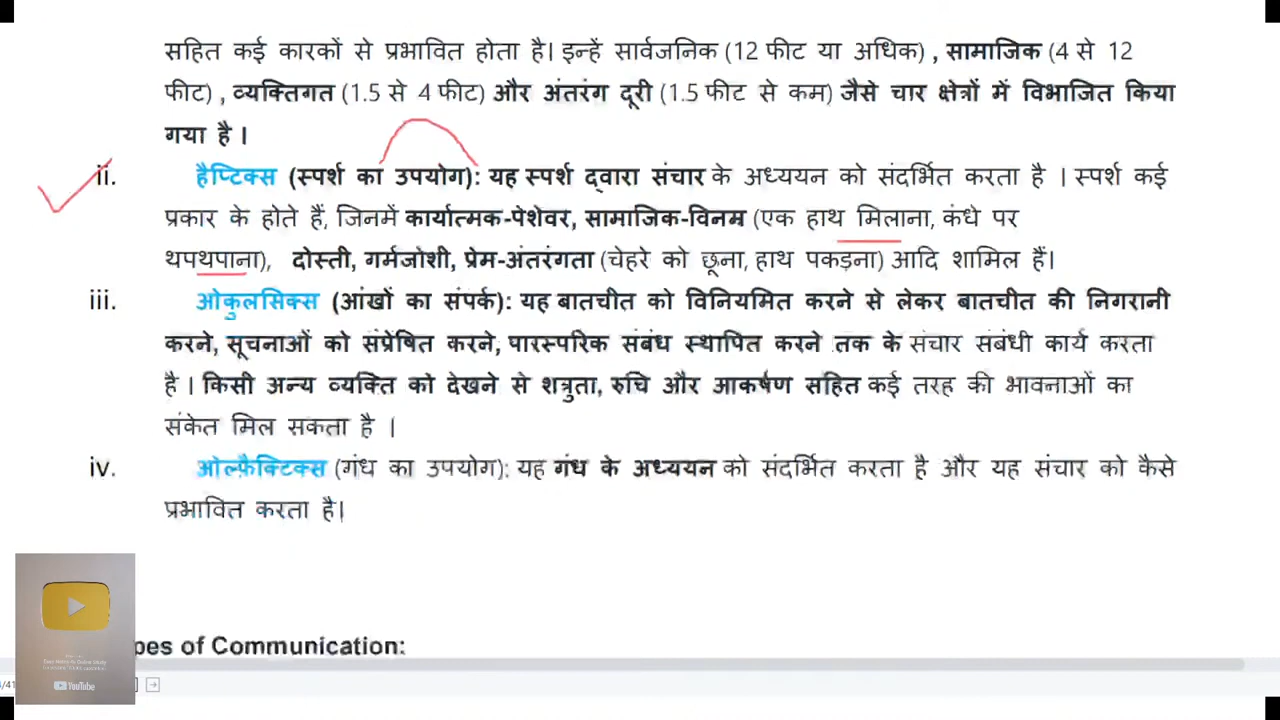 सहित कई कारकों से प्रभावित होता है। इन्हें सार्वजनिक (12 फीट या अधिक) , सामाजिक (4 से 12
फीट) , व्यक्तिगत (1.5 से 4 फीट) और अंतरंग दूरी (1.5 फीट से कम) जैसे चार क्षेत्रों में विभाजित किया
गया है ।
ii. हैप्टिक्स (स्पर्श का उपयोग): यह स्पर्श द्वारा संचार के अध्ययन को संदर्भित करता है । स्पर्श कई
प्रकार के होते हैं, जिनमें कार्यात्मक-पेशेवर, सामाजिक-विनम्र (एक हाथ मिलाना, कंधे पर
थपथपाना), दोस्ती, गर्मजोशी, प्रेम-अंतरंगता (चेहरे को छूना, हाथ पकड़ना) आदि शामिल हैं।
iii. ओकुलसिक्स (आंखों का संपर्क): यह बातचीत को विनियमित करने से लेकर बातचीत की निगरानी
करने, सूचनाओं को संप्रेषित करने, पारस्परिक संबंध स्थापित करने तक के संचार संबंधी कार्य करता
है । किसी अन्य व्यक्ति को देखने से शत्रुता, रुचि और आकर्षण सहित कई तरह की भावनाओं का
संकेत मिल सकता है ।
iv. ओल्फ़ैक्टिक्स (गंध का उपयोग): यह गंध के अध्ययन को संदर्भित करता है और यह संचार को कैसे
प्रभावित करता है।
pes of Communication:
/41
YouTube